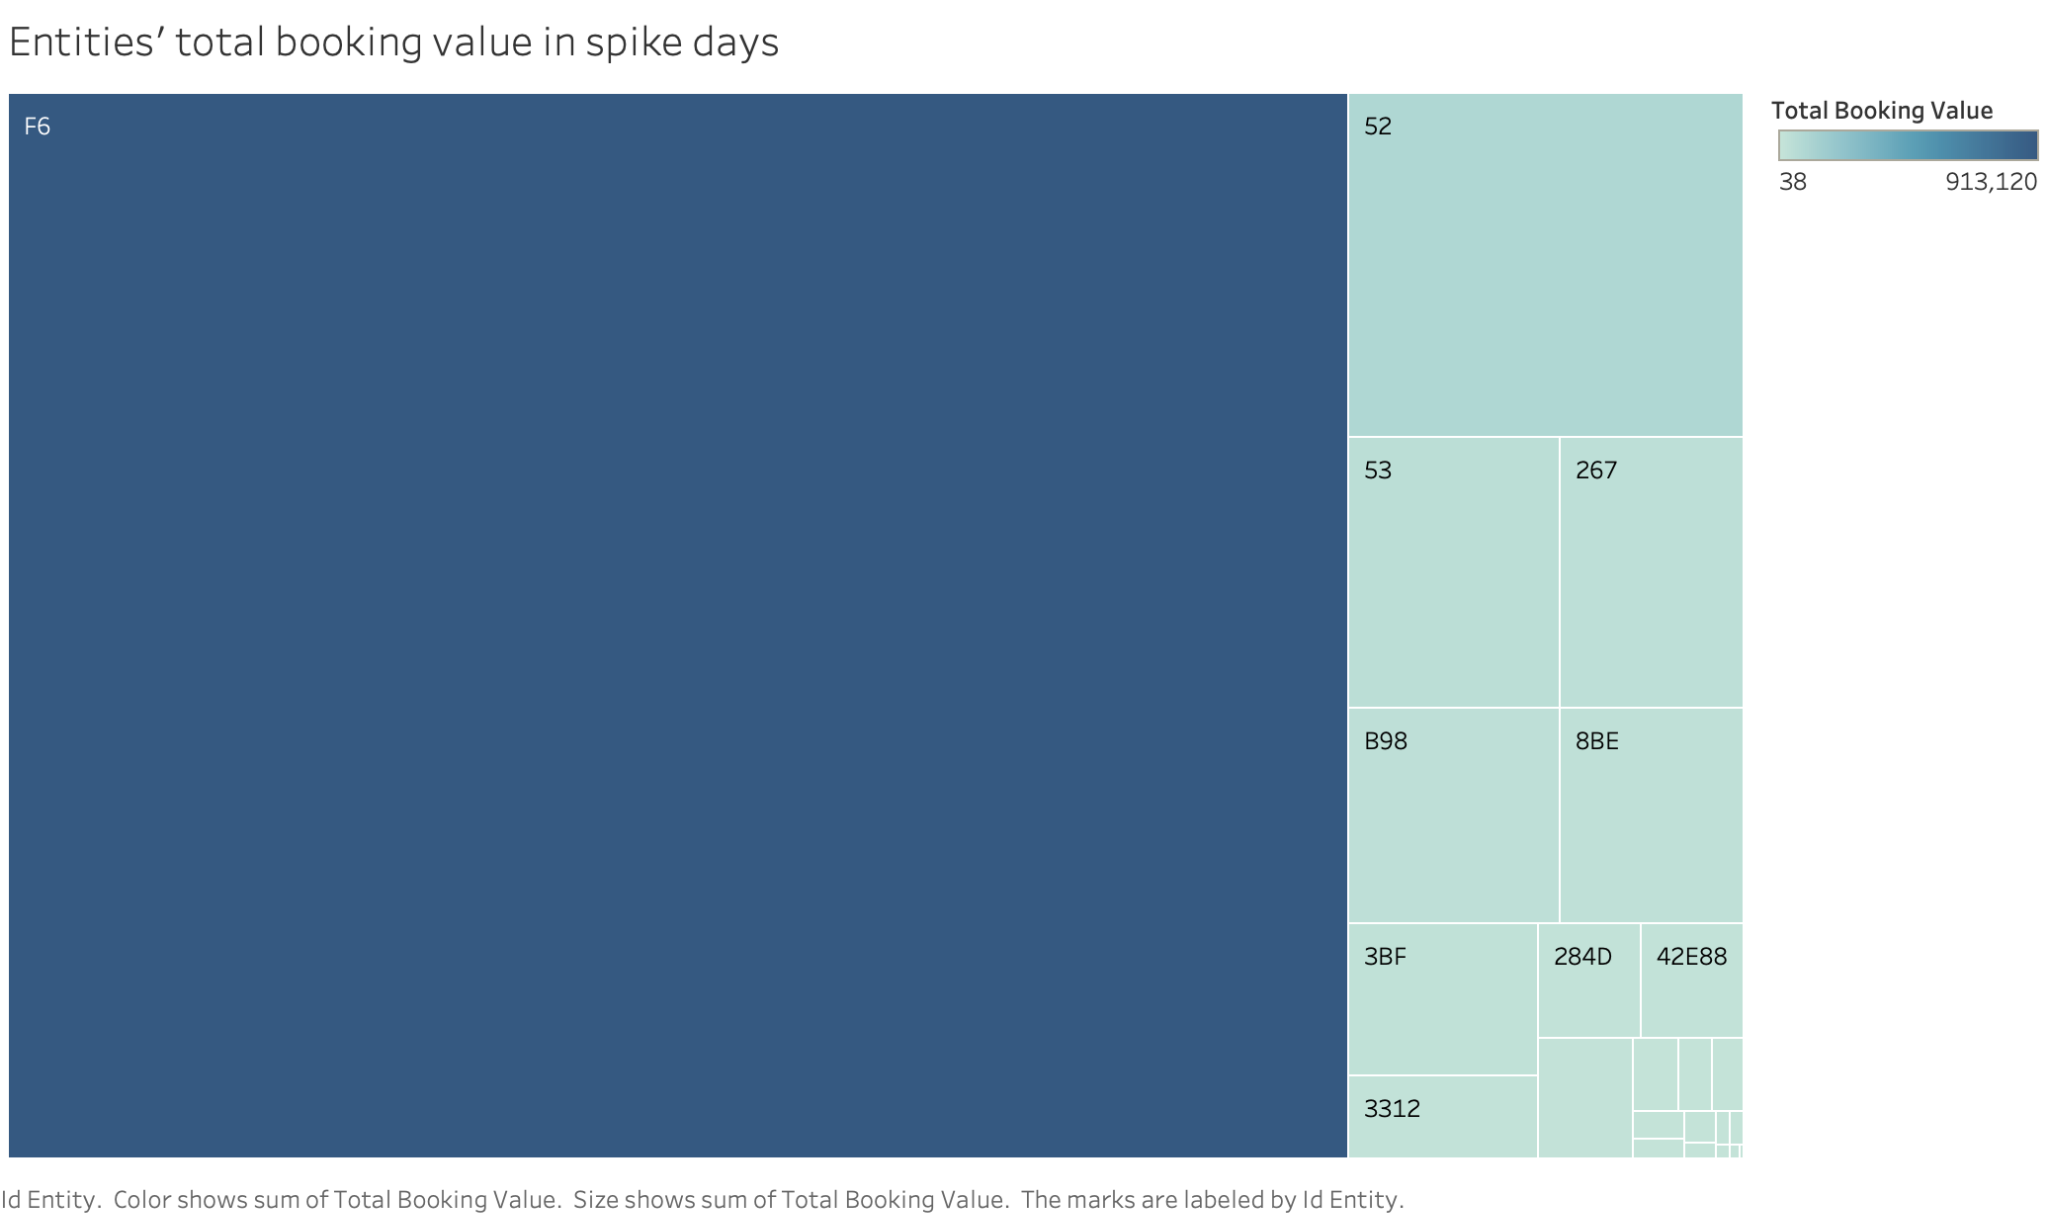 Entities’ total booking value in spike days
F6
52
53
267
B98
8BE
3BF
284D
42E88
3312
Total Booking Value
38
913,120
Id Entity.  Color shows sum of Total Booking Value.  Size shows sum of Total Booking Value.  The marks are labeled by Id Entity.